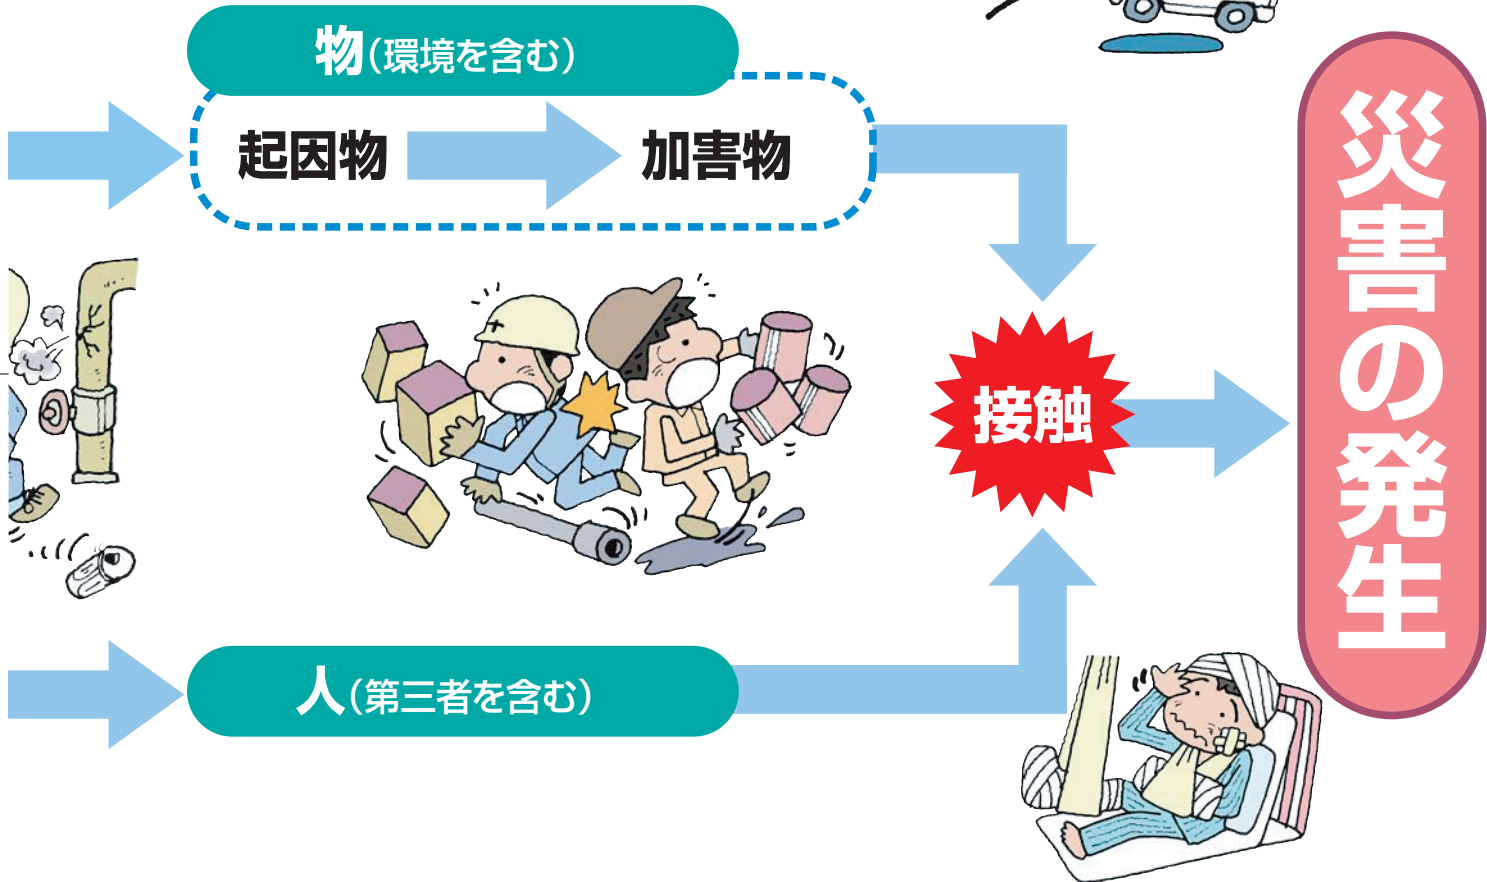 物（環境を含む）
起因物
加害物
接触
人（第三者を含む）
災害の発生